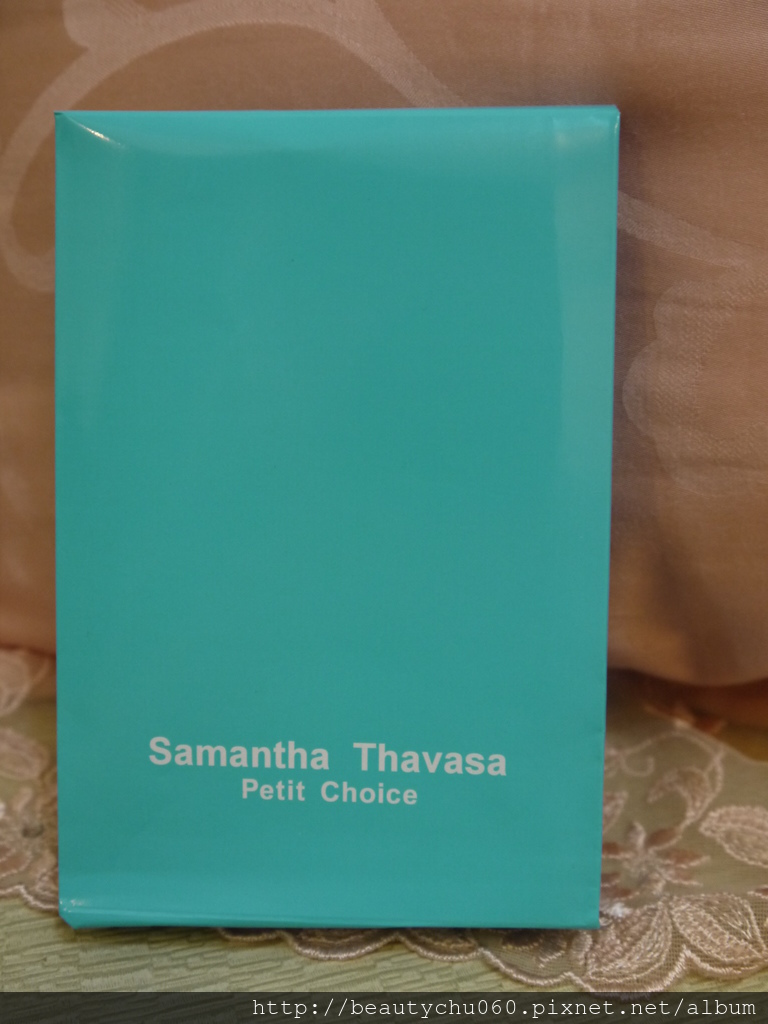 Samantha Thavasa
Petit Choice
http://beautychu060.pixnet.net/album